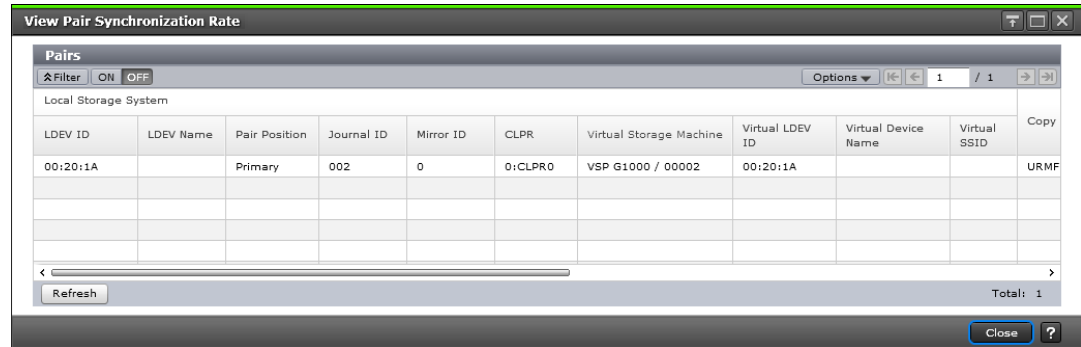 View Pair Synchronization Rate
Pairs
Filter ON OFF Options 1 / 1
Local Storage System
LDEV ID LDEV Name Pair Position Journal ID Mirror ID CLPR Virtual Storage Machine Virtual LDEV ID Virtual Device Name Virtual SSID Copy
00:20:1A Primary 002 0 0:CLPR0 VSP G1000 / 00002 00:20:1A URMF
Refresh Total: 1
Close ?